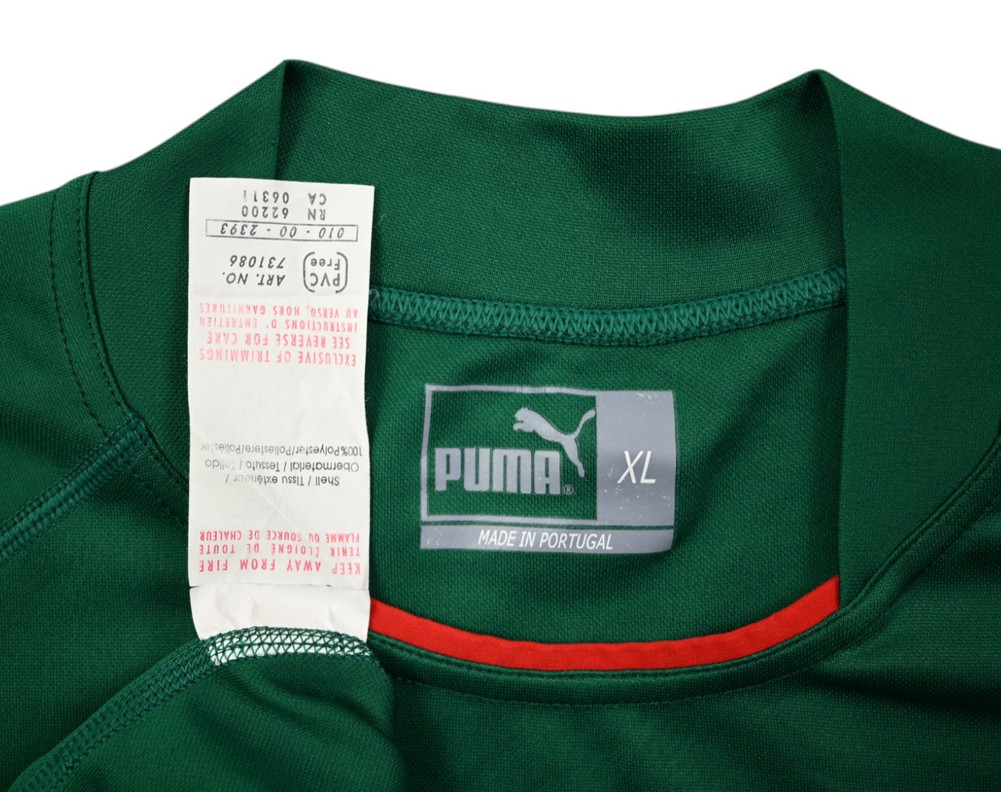 KEEP AWAY FROM FIRE
TENIR ÉLOIGNÉ DE TOUTE
FLAMME OU SOURCE DE CHALEUR
Shell / Tissu extérieur /
Obermaterial / Tessuto / Tejido
100%Polyester/Poliestere/Poliéster
EXCLUSIVE OF TRIMMINGS
SEE REVERSE FOR CARE
INSTRUCTIONS D' ENTRETIEN
AU VERSO, HORS GARNITURES
PVC Free
ART. NO. 731086
010 - 00 - 2393
RN 62200
CA 06311
PUMA®
XL
MADE IN PORTUGAL